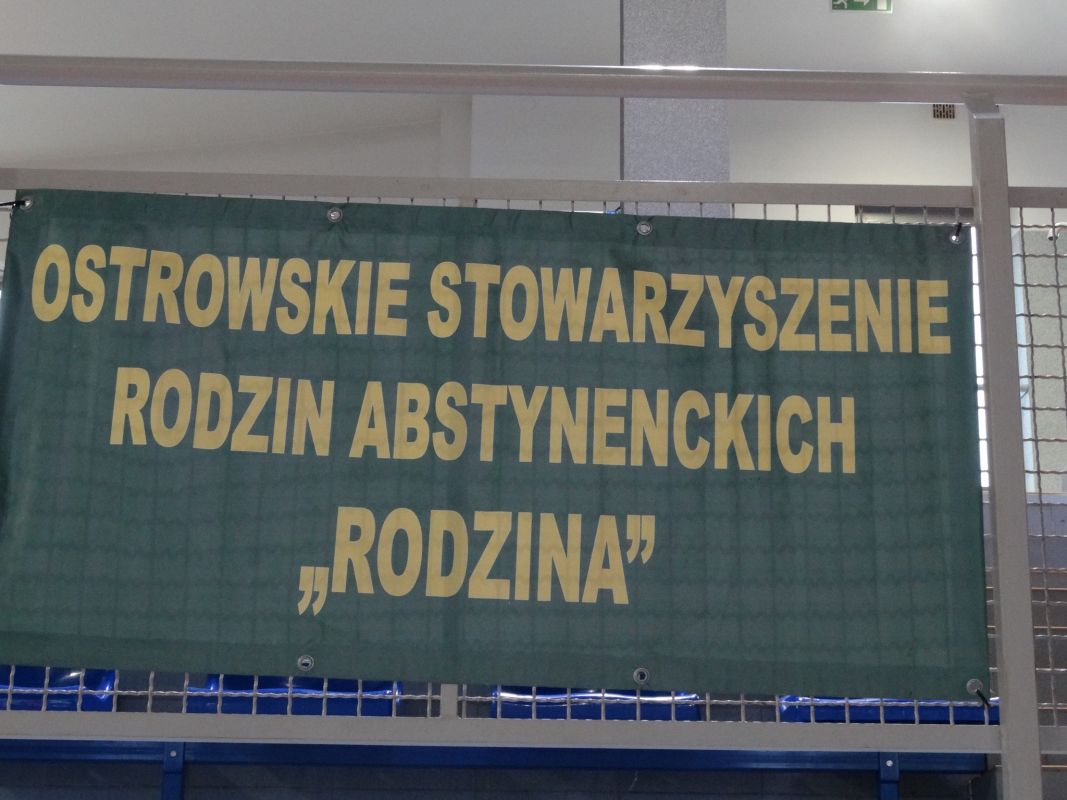 OSTROWSKIE STOWARZYSZENIE
RODZIN ABSTYNENCKICH
„RODZINA”